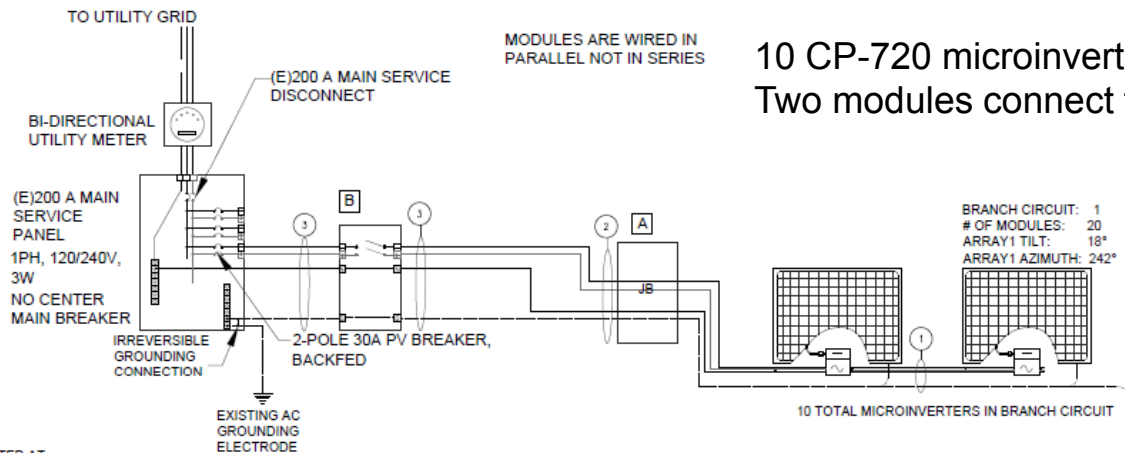 TO UTILITY GRID
MODULES ARE WIRED IN
PARALLEL NOT IN SERIES
10 CP-720 microinvert
Two modules connect
(E)200 A MAIN SERVICE
DISCONNECT
BI-DIRECTIONAL
UTILITY METER
(E)200 A MAIN
SERVICE
PANEL
1PH, 120/240V,
3W
NO CENTER
MAIN BREAKER
B
3
3
2
A
JB
BRANCH CIRCUIT: 1
# OF MODULES: 20
ARRAY1 TILT: 18°
ARRAY1 AZIMUTH: 242°
1
IRREVERSIBLE
GROUNDING
CONNECTION
2-POLE 30A PV BREAKER,
BACKFED
10 TOTAL MICROINVERTERS IN BRANCH CIRCUIT
EXISTING AC
GROUNDING
ELECTRODE